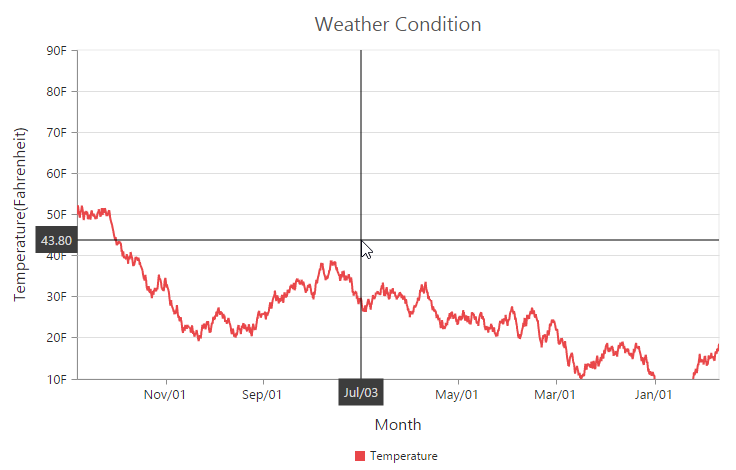 Weather Condition
90F
80F
70F
60F
50F
43.80
40F
30F
20F
10F
Temperature(Fahrenheit)
Nov/01
Sep/01
Jul/03
May/01
Mar/01
Jan/01
Month
Temperature